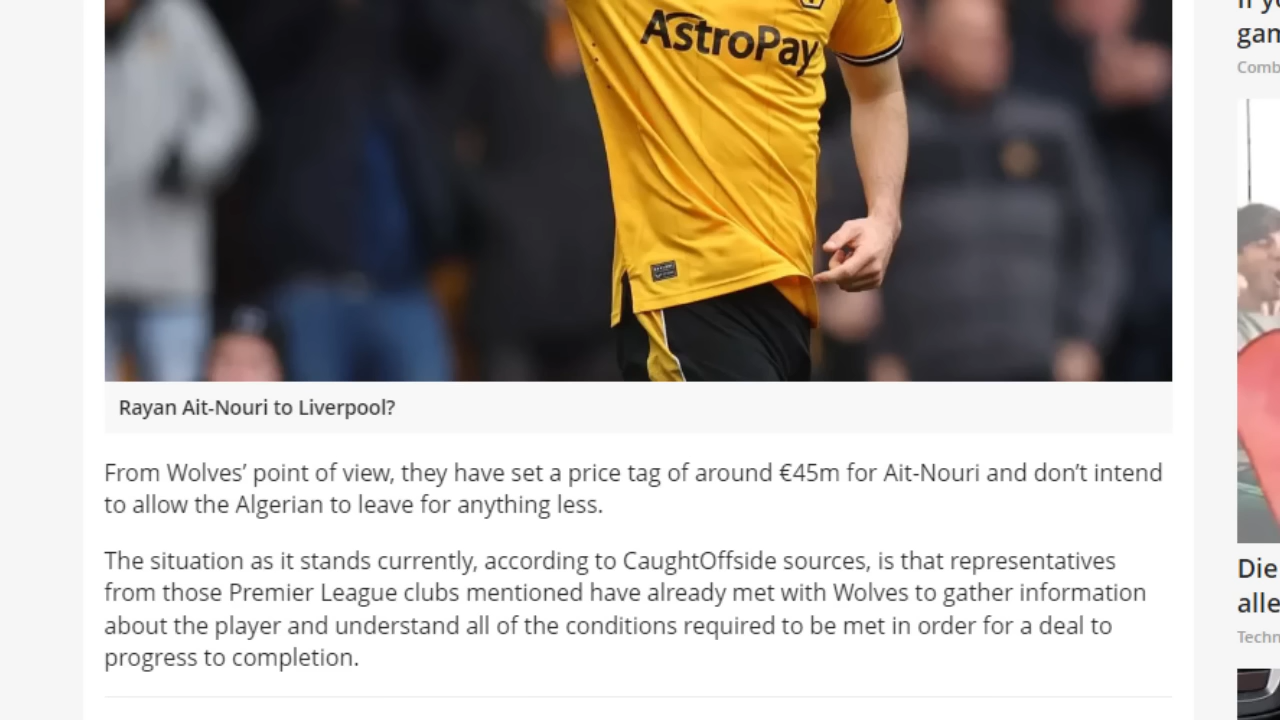 AstroPay
Rayan Ait-Nouri to Liverpool?
From Wolves’ point of view, they have set a price tag of around €45m for Ait-Nouri and don’t intend
to allow the Algerian to leave for anything less.
The situation as it stands currently, according to CaughtOffside sources, is that representatives
from those Premier League clubs mentioned have already met with Wolves to gather information
about the player and understand all of the conditions required to be met in order for a deal to
progress to completion.
gam
Comb
Die
alle
Techn